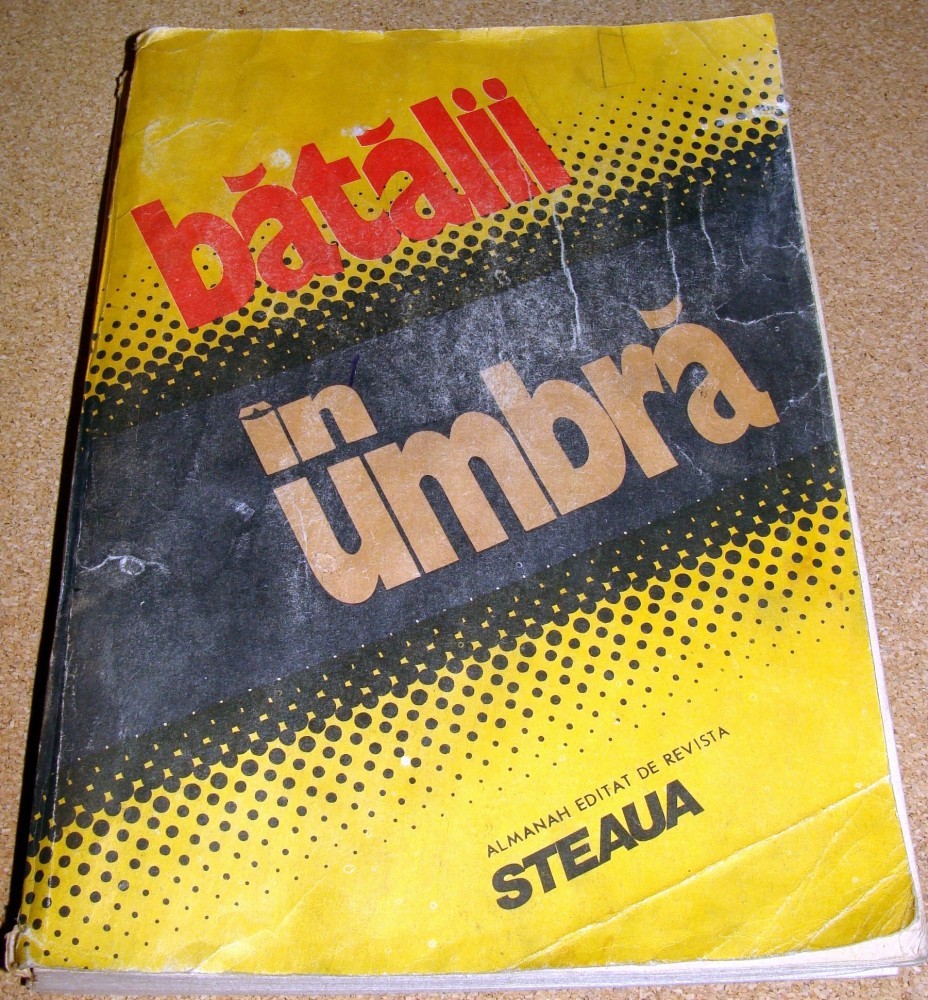 bătălii
în
umbră
ALMANAH EDITAT DE REVISTA
STEAUA